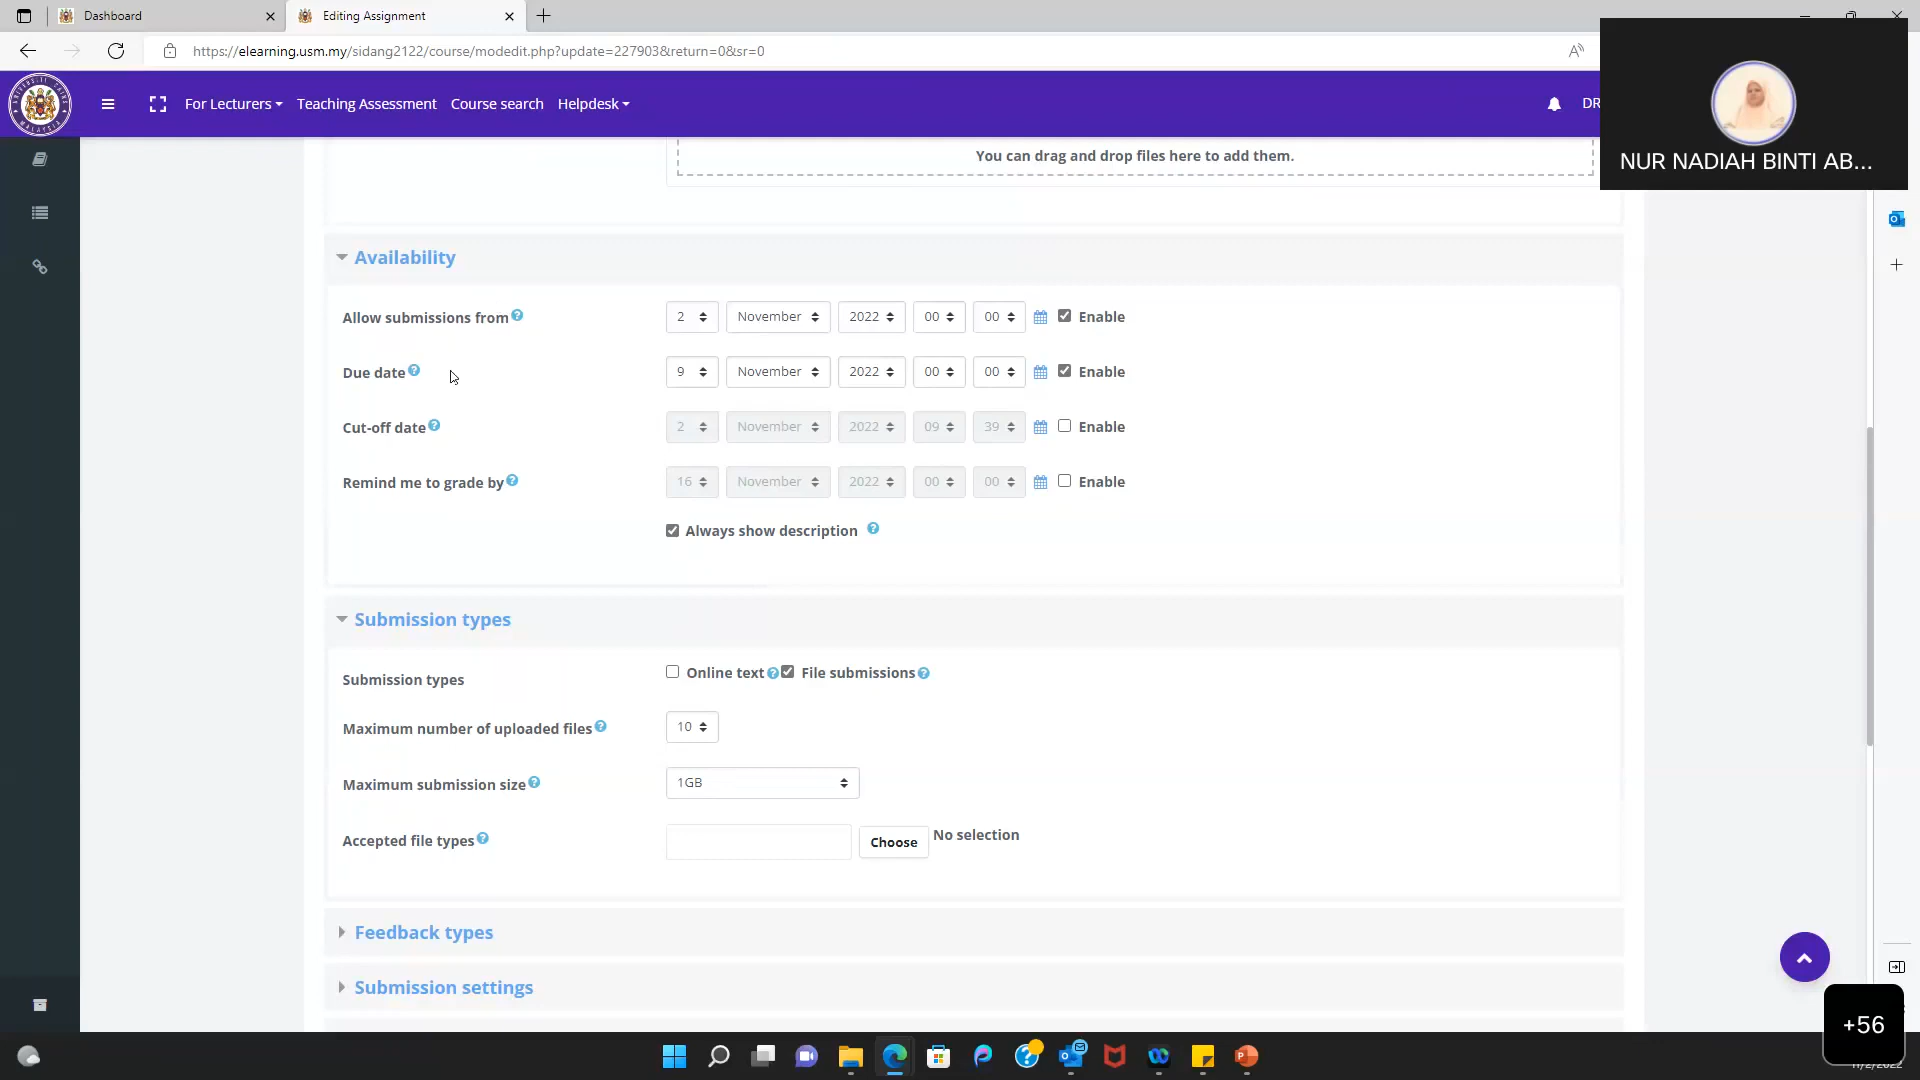 Dashboard
Editing Assignment
https://elearning.usm.my/sidang2122/course/modedit.php?update=227903&return=0&sr=0
For Lecturers
Teaching Assessment
Course search
Helpdesk
DR
NUR NADIAH BINTI AB...
You can drag and drop files here to add them.
Availability
Allow submissions from 2 November 2022 00 00 Enable
Due date 9 November 2022 00 00 Enable
Cut-off date 2 November 2022 09 39 Enable
Remind me to grade by 16 November 2022 00 00 Enable
Always show description
Submission types
Submission types Online text File submissions
Maximum number of uploaded files 10
Maximum submission size 1GB
Accepted file types Choose No selection
Feedback types
Submission settings
+56